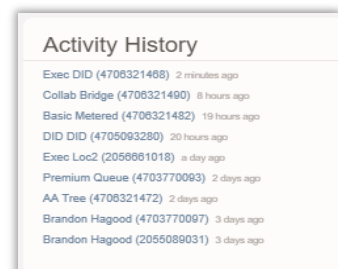 Activity History
Exec DID (4706321468) 2 minutes ago
Collab Bridge (4706321490) 8 hours ago
Basic Metered (4706321482) 19 hours ago
DID DID (4705093280) 20 hours ago
Exec Loc2 (2056661018) a day ago
Premium Queue (4703770093) 2 days ago
AA Tree (4706321472) 2 days ago
Brandon Hagood (4703770097) 3 days ago
Brandon Hagood (2055089031) 3 days ago